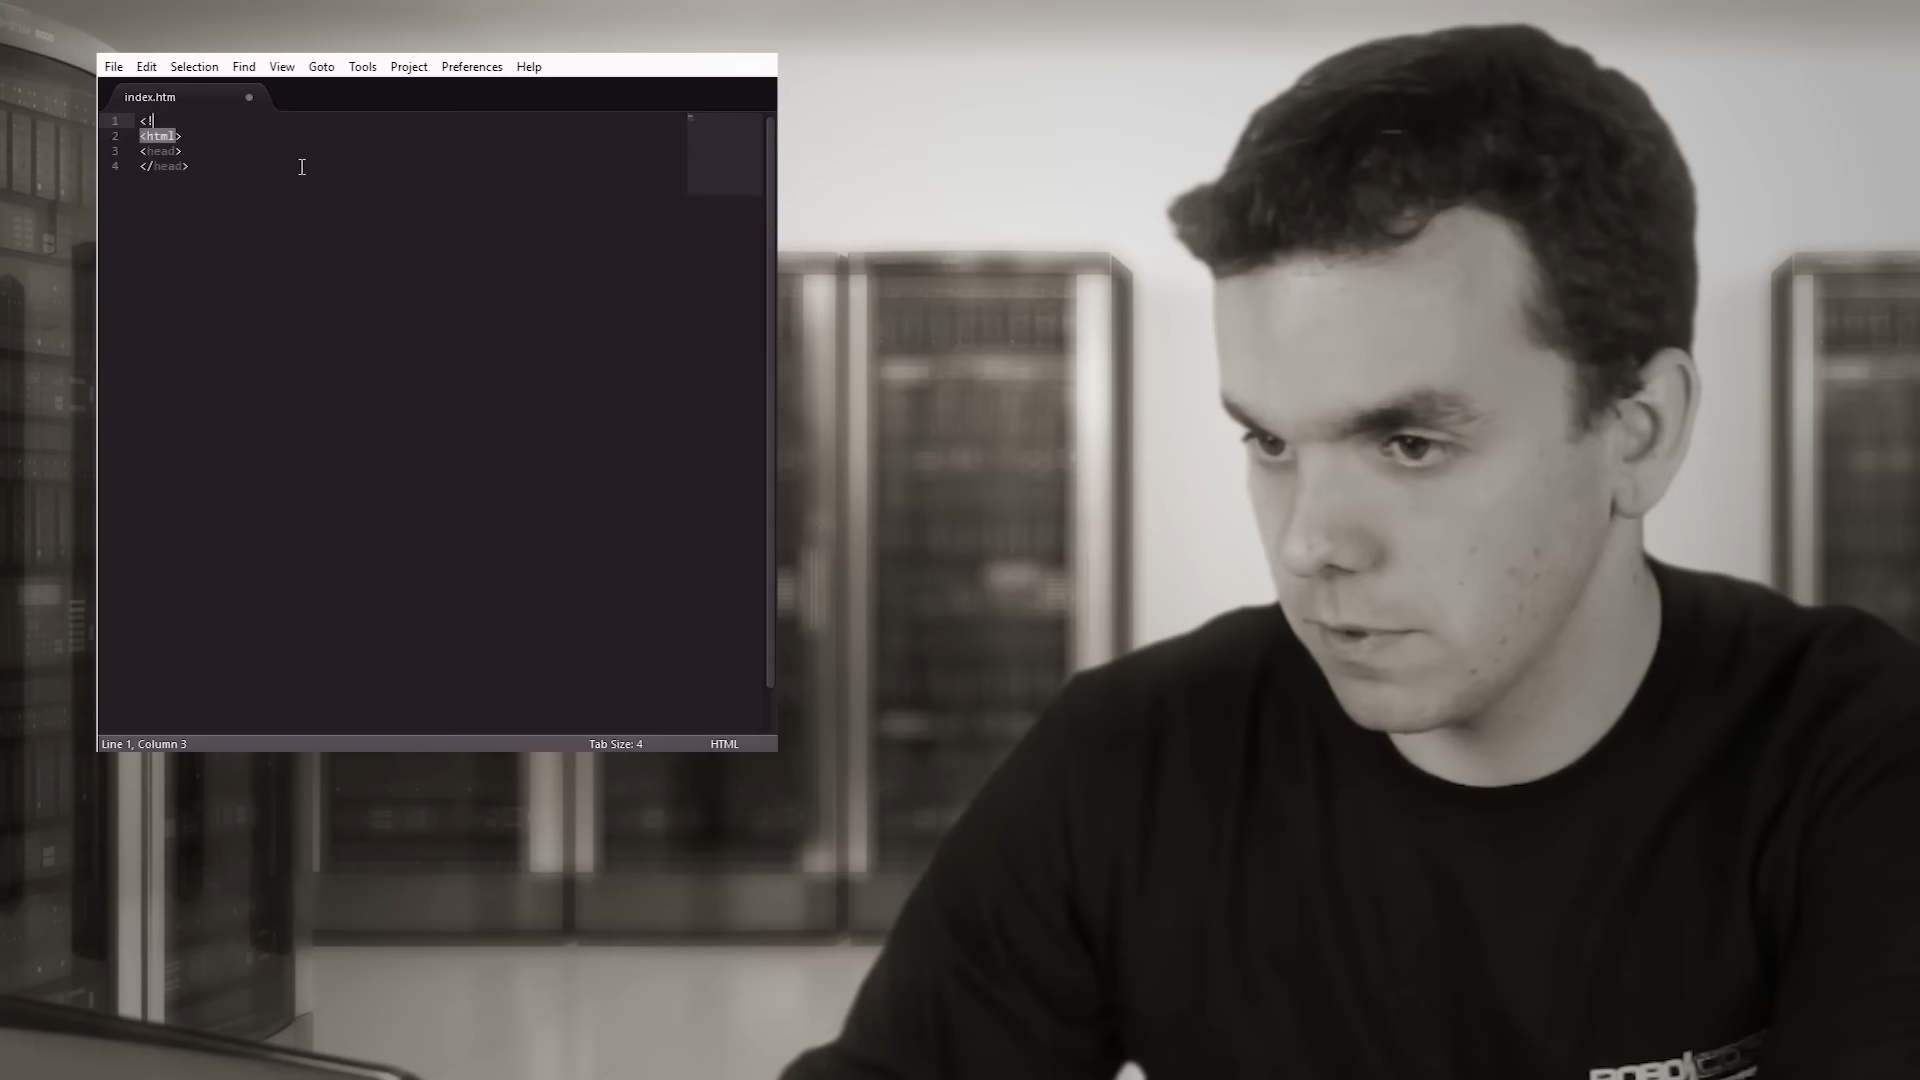 File Edit Selection Find View Goto Tools Project Preferences Help
index.htm
1 <!
2 <html>
3 <head>
4 </head>
Line 1, Column 3 Tab Size: 4 HTML